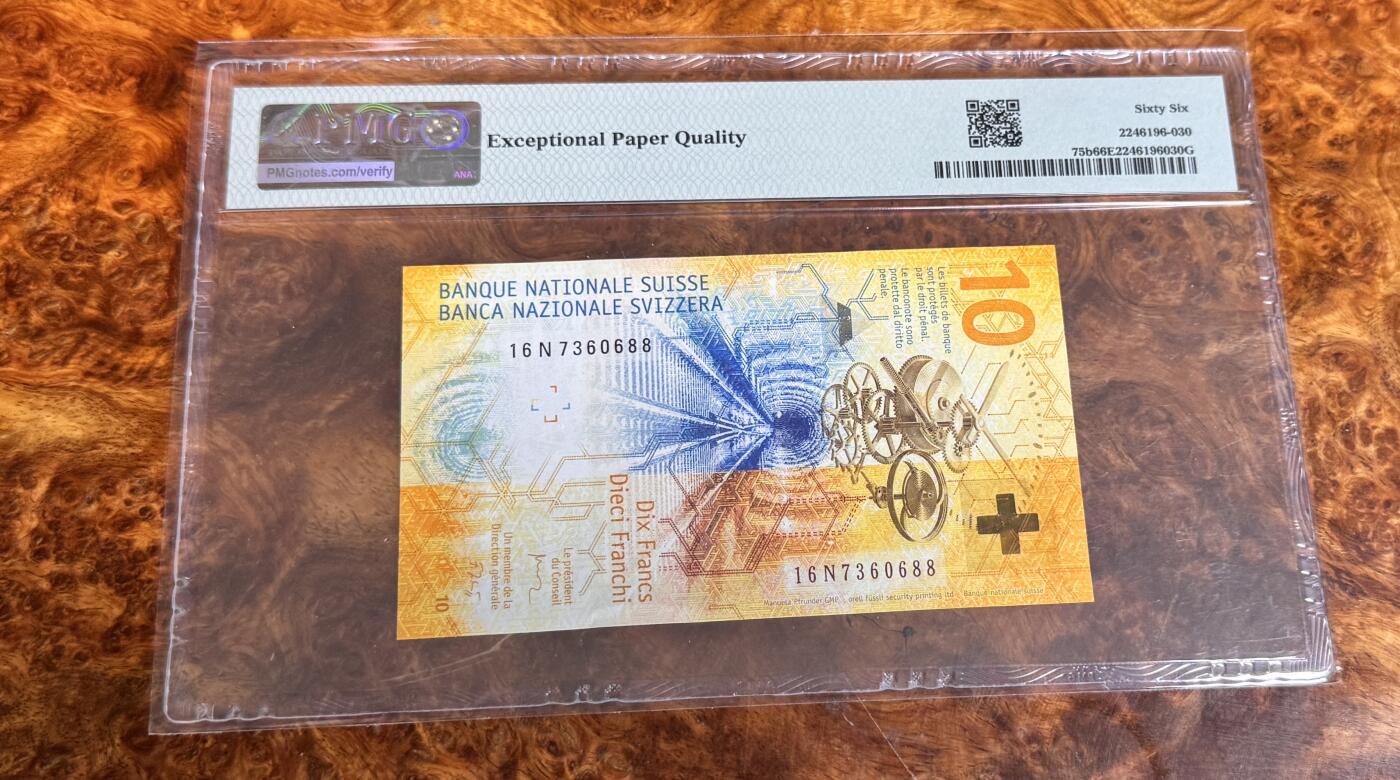 PMG
PMGnotes.com/verify
ANA
Exceptional Paper Quality
Sixty Six
2246196-030
75b66E2246196030G
BANQUE NATIONALE SUISSE
BANCA NAZIONALE SVIZZERA
16N7360688
10
Les billets de banque
sont protégés
par le droit pénal.
Le banconote sono
protette dal diritto
penale.
Dix Francs
Dieci Franchi
Le président
du Conseil
Un membre de la
Direction générale
10
16N7360688
Manuela Pfrunder GMP, orell füssli security printing ltd - Banque nationale suisse